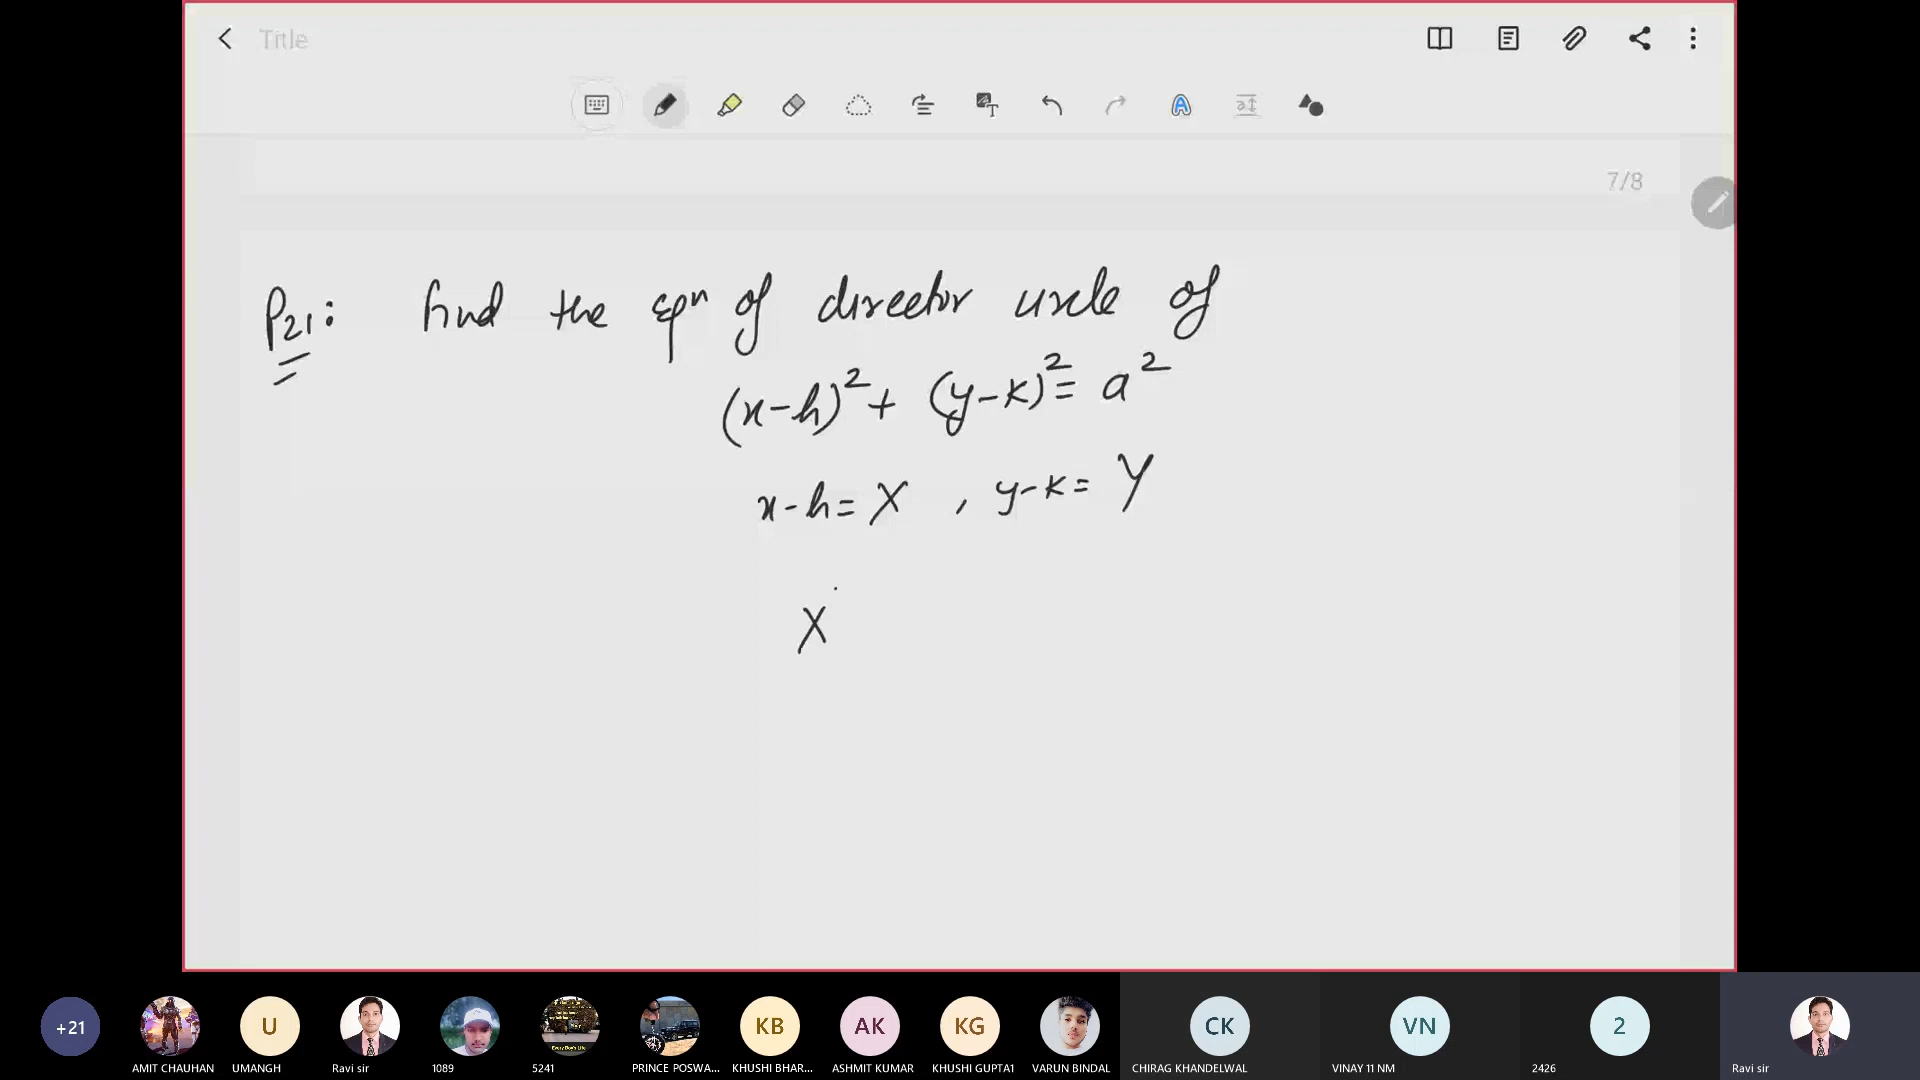 Title
7/8
P21: find the eqn of director circle of
(x-h)² + (y-k)² = a²
x-h = X , y-k = Y
X
+21
U
KB
AK
KG
CK
VN
2
AMIT CHAUHAN UMANGH Ravi sir 1089 5241 PRINCE POSWA... KHUSHI BHAR... ASHMIT KUMAR KHUSHI GUPTA1 VARUN BINDAL CHIRAG KHANDELWAL VINAY 11 NM 2426 Ravi sir